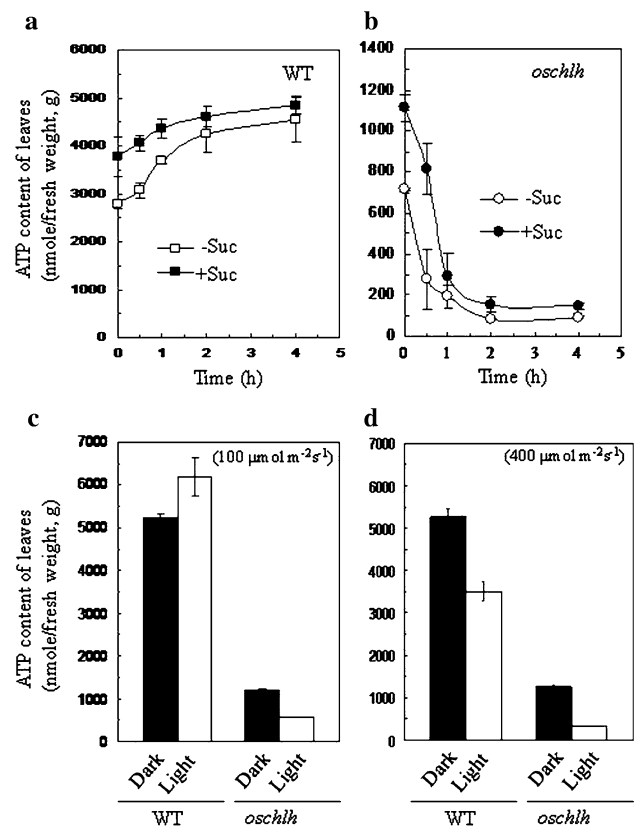 a
WT
ATP content of leaves
(nmole/fresh weight, g)
6000
5000
4000
3000
2000
1000
0
-Suc
+Suc
0 1 2 3 4 5
Time (h)
b
oschlh
1400
1200
1000
800
600
400
200
0
-Suc
+Suc
0 1 2 3 4 5
Time (h)
c
(100 μmol m-2s-1)
ATP content of leaves
(nmole/fresh weight, g)
7000
6000
5000
4000
3000
2000
1000
0
Dark Light Dark Light
WT oschlh
d
(400 μmol m-2s-1)
7000
6000
5000
4000
3000
2000
1000
0
Dark Light Dark Light
WT oschlh